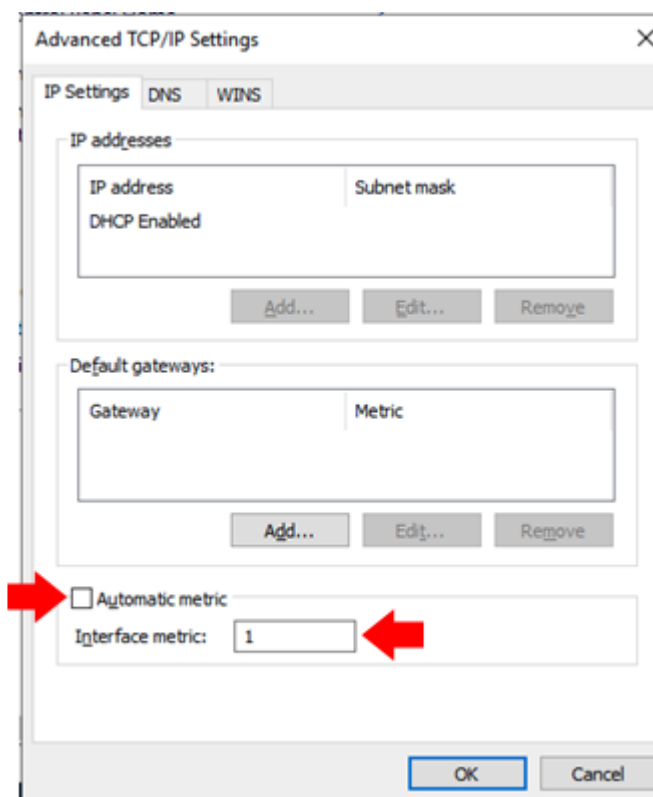 Advanced TCP/IP Settings
IP Settings DNS WINS
IP addresses
IP address Subnet mask
DHCP Enabled
Add... Edit... Remove
Default gateways:
Gateway Metric
Add... Edit... Remove
Automatic metric
Interface metric: 1
OK Cancel